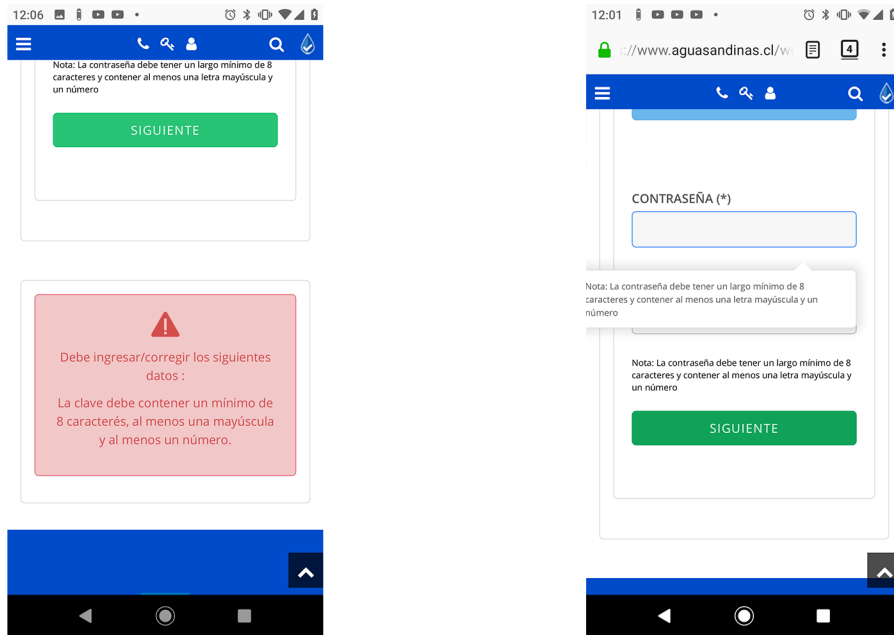 12:06
Nota: La contraseña debe tener un largo mínimo de 8
caracteres y contener al menos una letra mayúscula y
un número
SIGUIENTE
Debe ingresar/corregir los siguientes
datos :
La clave debe contener un mínimo de
8 caracterés, al menos una mayúscula
y al menos un número.
12:01
://www.aguasandinas.cl/w
4
CONTRASEÑA (*)
Nota: La contraseña debe tener un largo mínimo de 8
caracteres y contener al menos una letra mayúscula y un
número
Nota: La contraseña debe tener un largo mínimo de 8
caracteres y contener al menos una letra mayúscula y
un número
SIGUIENTE